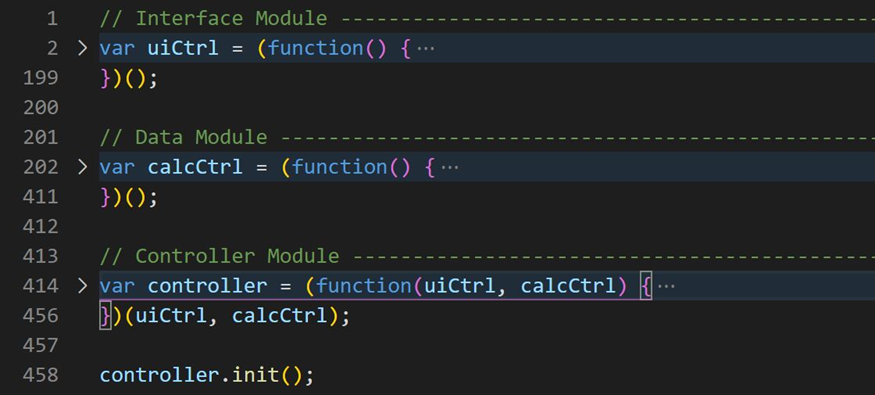 1 // Interface Module --------------------------------------------
2 > var uiCtrl = (function() { ···
199 })();
200
201 // Data Module -------------------------------------------------
202 > var calcCtrl = (function() { ···
411 })();
412
413 // Controller Module -------------------------------------------
414 > var controller = (function(uiCtrl, calcCtrl) { ···
456 })(uiCtrl, calcCtrl);
457
458 controller.init();